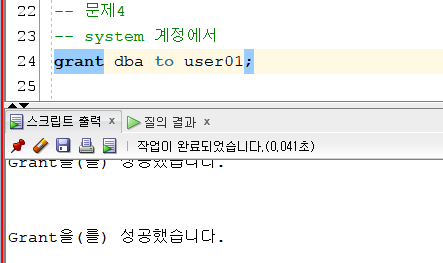 22 -- 문제4
23 -- system 계정에서
24 grant dba to user01;
25
스크립트 출력 x 질의 결과 x
작업이 완료되었습니다.(0,041초)
Grant을(를) 성공했습니다.
Grant을(를) 성공했습니다.